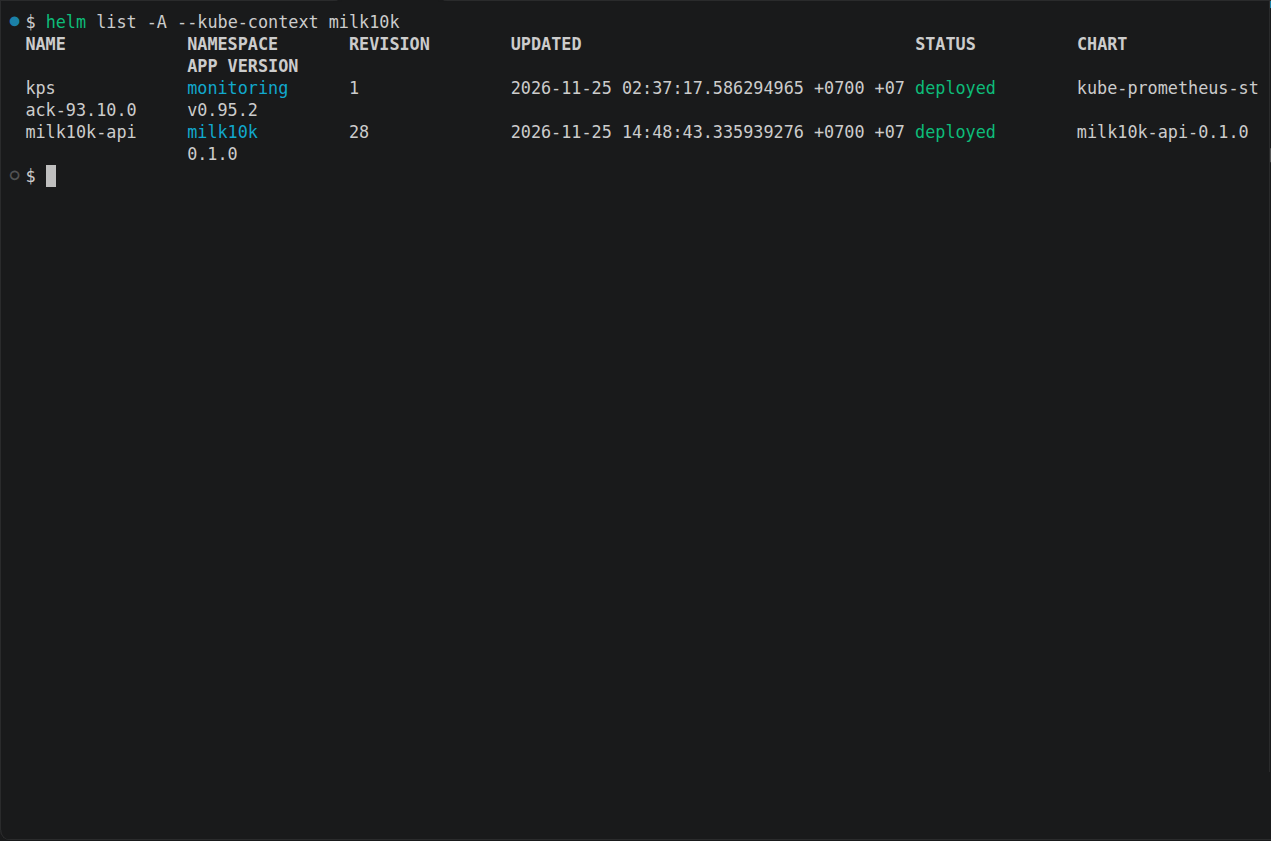 $ helm list -A --kube-context milk10k
NAME NAMESPACE REVISION UPDATED STATUS CHART
APP VERSION
kps monitoring 1 2026-11-25 02:37:17.586294965 +0700 +07 deployed kube-prometheus-st
ack-93.10.0 v0.95.2
milk10k-api milk10k 28 2026-11-25 14:48:43.335939276 +0700 +07 deployed milk10k-api-0.1.0
0.1.0
$